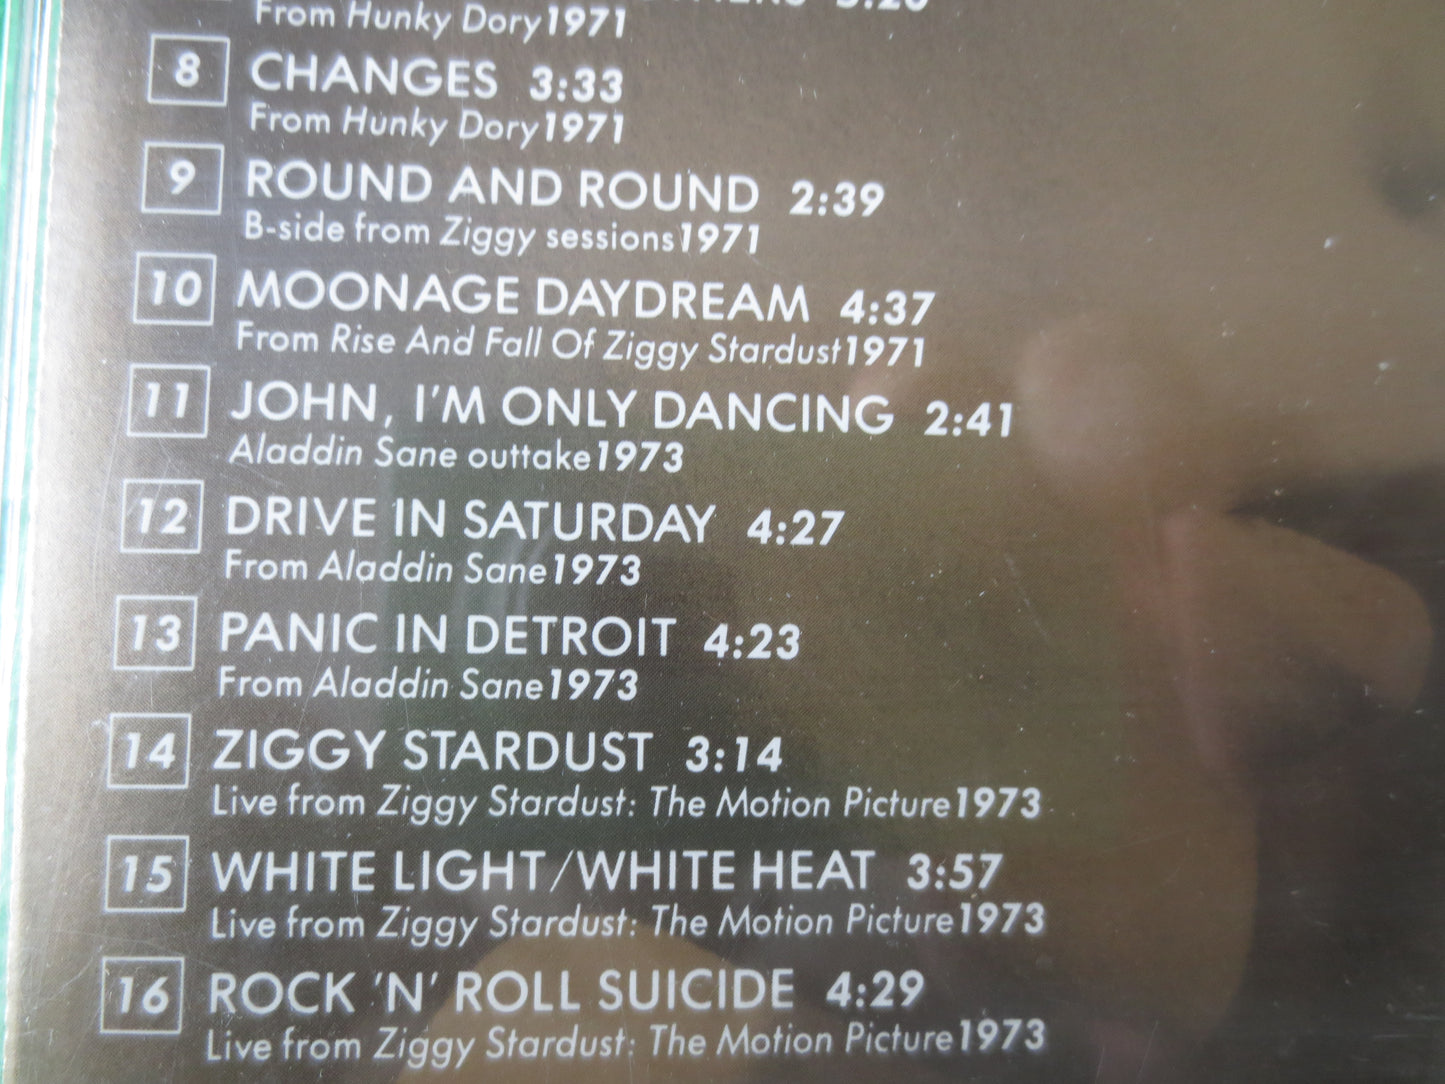 From Hunky Dory 1971
8 CHANGES 3:33
From Hunky Dory 1971
9 ROUND AND ROUND 2:39
B-side from Ziggy sessions 1971
10 MOONAGE DAYDREAM 4:37
From Rise And Fall Of Ziggy Stardust 1971
11 JOHN, I'M ONLY DANCING 2:41
Aladdin Sane outtake 1973
12 DRIVE IN SATURDAY 4:27
From Aladdin Sane 1973
13 PANIC IN DETROIT 4:23
From Aladdin Sane 1973
14 ZIGGY STARDUST 3:14
Live from Ziggy Stardust: The Motion Picture 1973
15 WHITE LIGHT/WHITE HEAT 3:57
Live from Ziggy Stardust: The Motion Picture 1973
16 ROCK 'N' ROLL SUICIDE 4:29
Live from Ziggy Stardust: The Motion Picture 1973